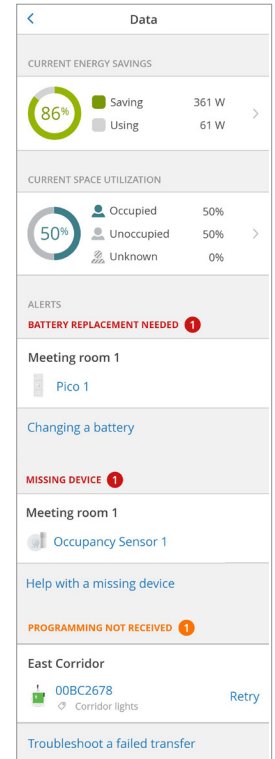 Data
CURRENT ENERGY SAVINGS
86%
Saving 361 W
Using 61 W
CURRENT SPACE UTILIZATION
50%
Occupied 50%
Unoccupied 50%
Unknown 0%
ALERTS
BATTERY REPLACEMENT NEEDED 1
Meeting room 1
Pico 1
Changing a battery
MISSING DEVICE 1
Meeting room 1
Occupancy Sensor 1
Help with a missing device
PROGRAMMING NOT RECEIVED 1
East Corridor
00BC2678
Corridor lights
Retry
Troubleshoot a failed transfer